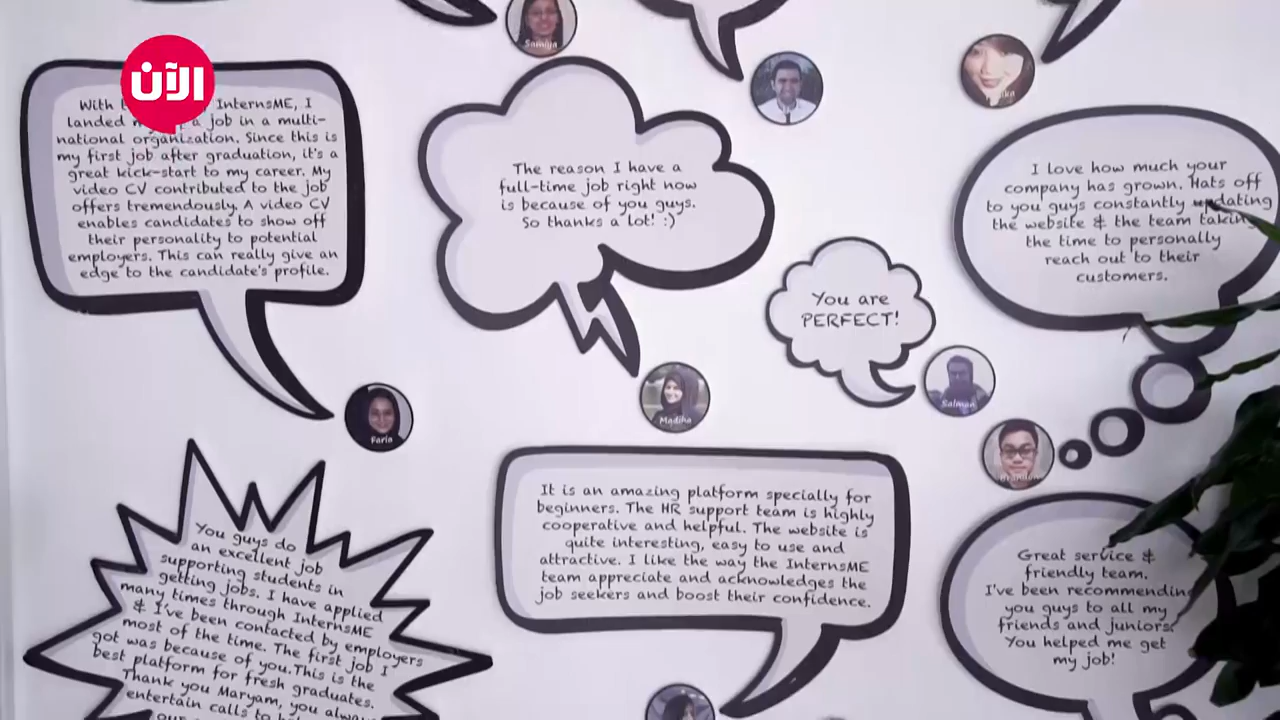 Samiya
الآن
With InternsME, I
landed a job in a multi-
national organization. Since this is
my first job after graduation, it's a
great kick-start to my career. My
video CV contributed to the job
offers tremendously. A video CV
enables candidates to show off
their personality to potential
employers. This can really give an
edge to the candidate's profile.
Faria
The reason I have a
full-time job right now
is because of you guys.
So thanks a lot! :)
Madiha
You are
PERFECT!
Salman
I love how much your
company has grown. Hats off
to you guys constantly updating
the website & the team taking
the time to personally
reach out to their
customers.
You guys do
an excellent job
supporting students in
getting jobs. I have applied
many times through InternsME
& I've been contacted by employers
most of the time. The first job I
got was because of you.This is the
best platform for fresh graduates.
Thank you Maryam, you always
entertain calls to
It is an amazing platform specially for
beginners. The HR support team is highly
cooperative and helpful. The website is
quite interesting, easy to use and
attractive. I like the way the InternsME
team appreciate and acknowledges the
job seekers and boost their confidence.
Great service &
friendly team.
I've been recommending
you guys to all my
friends and juniors.
You helped me get
my job!